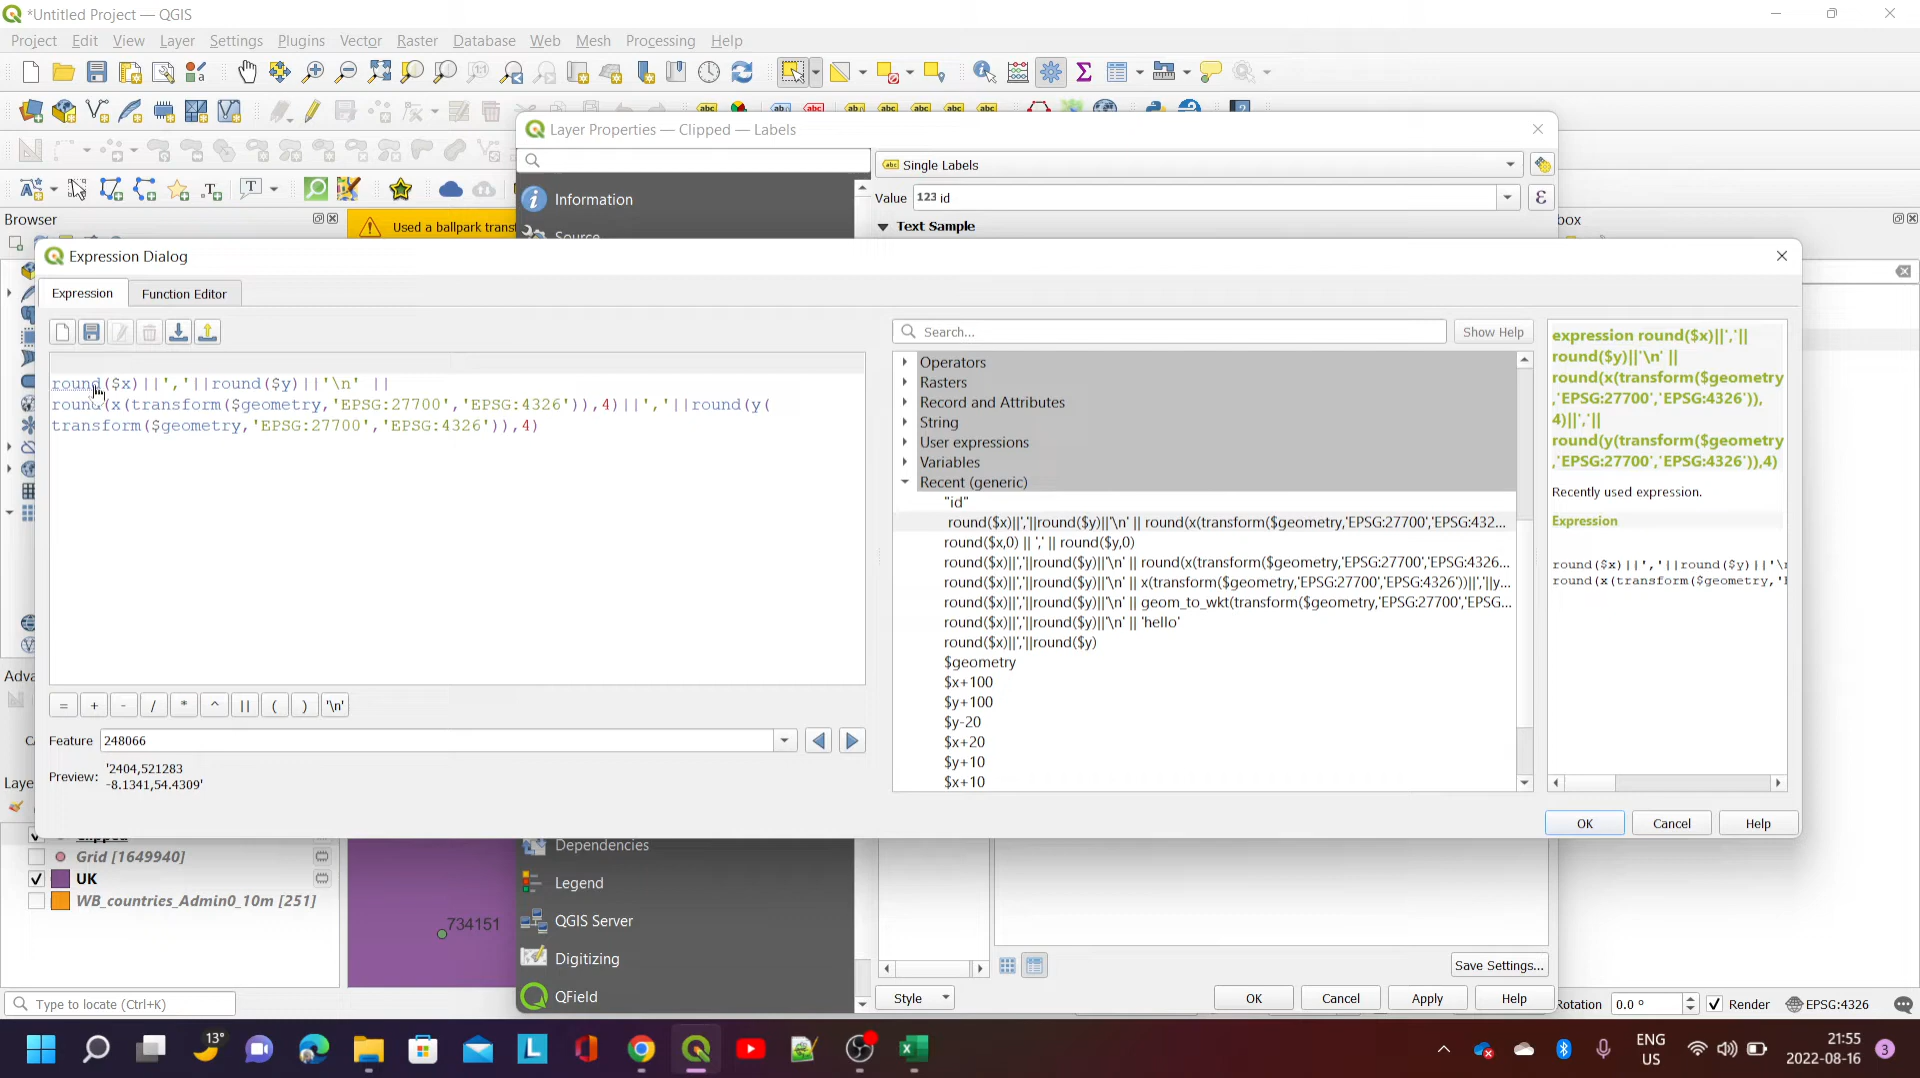 *Untitled Project — QGIS
Project Edit View Layer Settings Plugins Vector Raster Database Web Mesh Processing Help
Layer Properties — Clipped — Labels
Single Labels
Information
Value 123 id
Text Sample
Browser
Used a ballpark transf
box
Expression Dialog
Expression Function Editor
Search...
Show Help
round($x)||','||round($y)||'\n' ||
round(x(transform($geometry,'EPSG:27700','EPSG:4326')),4)||','||round(y(
transform($geometry,'EPSG:27700','EPSG:4326')),4)
Operators
Rasters
Record and Attributes
String
User expressions
Variables
Recent (generic)
"id"
round($x)||','||round($y)||'\n' || round(x(transform($geometry,'EPSG:27700','EPSG:432...
round($x,0) || ',' || round($y,0)
round($x)||','||round($y)||'\n' || round(x(transform($geometry,'EPSG:27700','EPSG:4326...
round($x)||','||round($y)||'\n' || x(transform($geometry,'EPSG:27700','EPSG:4326'))||','||y...
round($x)||','||round($y)||'\n' || geom_to_wkt(transform($geometry,'EPSG:27700','EPSG...
round($x)||','||round($y)||'\n' || 'hello'
round($x)||','||round($y)
$geometry
$x+100
$y+100
$y-20
$x+20
$y+10
$x+10
expression round($x)||','||
round($y)||'\n' ||
round(x(transform($geometry
,'EPSG:27700','EPSG:4326')),
4)||','||
round(y(transform($geometry
,'EPSG:27700','EPSG:4326')),4)
Recently used expression.
Expression
round($x)||','||round($y)||'\n
round(x(transform($geometry,'
= + - / * ^ || ( ) '\n'
Feature 248066
Preview: '2404,521283
-8.1341,54.4309'
OK Cancel Help
Adva
Laye
Grid [1649940]
UK
WB_countries_Admin0_10m [251]
734151
Dependencies
Legend
QGIS Server
Digitizing
QField
Save Settings...
Style
OK Cancel Apply Help
Type to locate (Ctrl+K)
Rotation 0.0 ° Render EPSG:4326
13°
ENG
US
21:55
2022-08-16
3